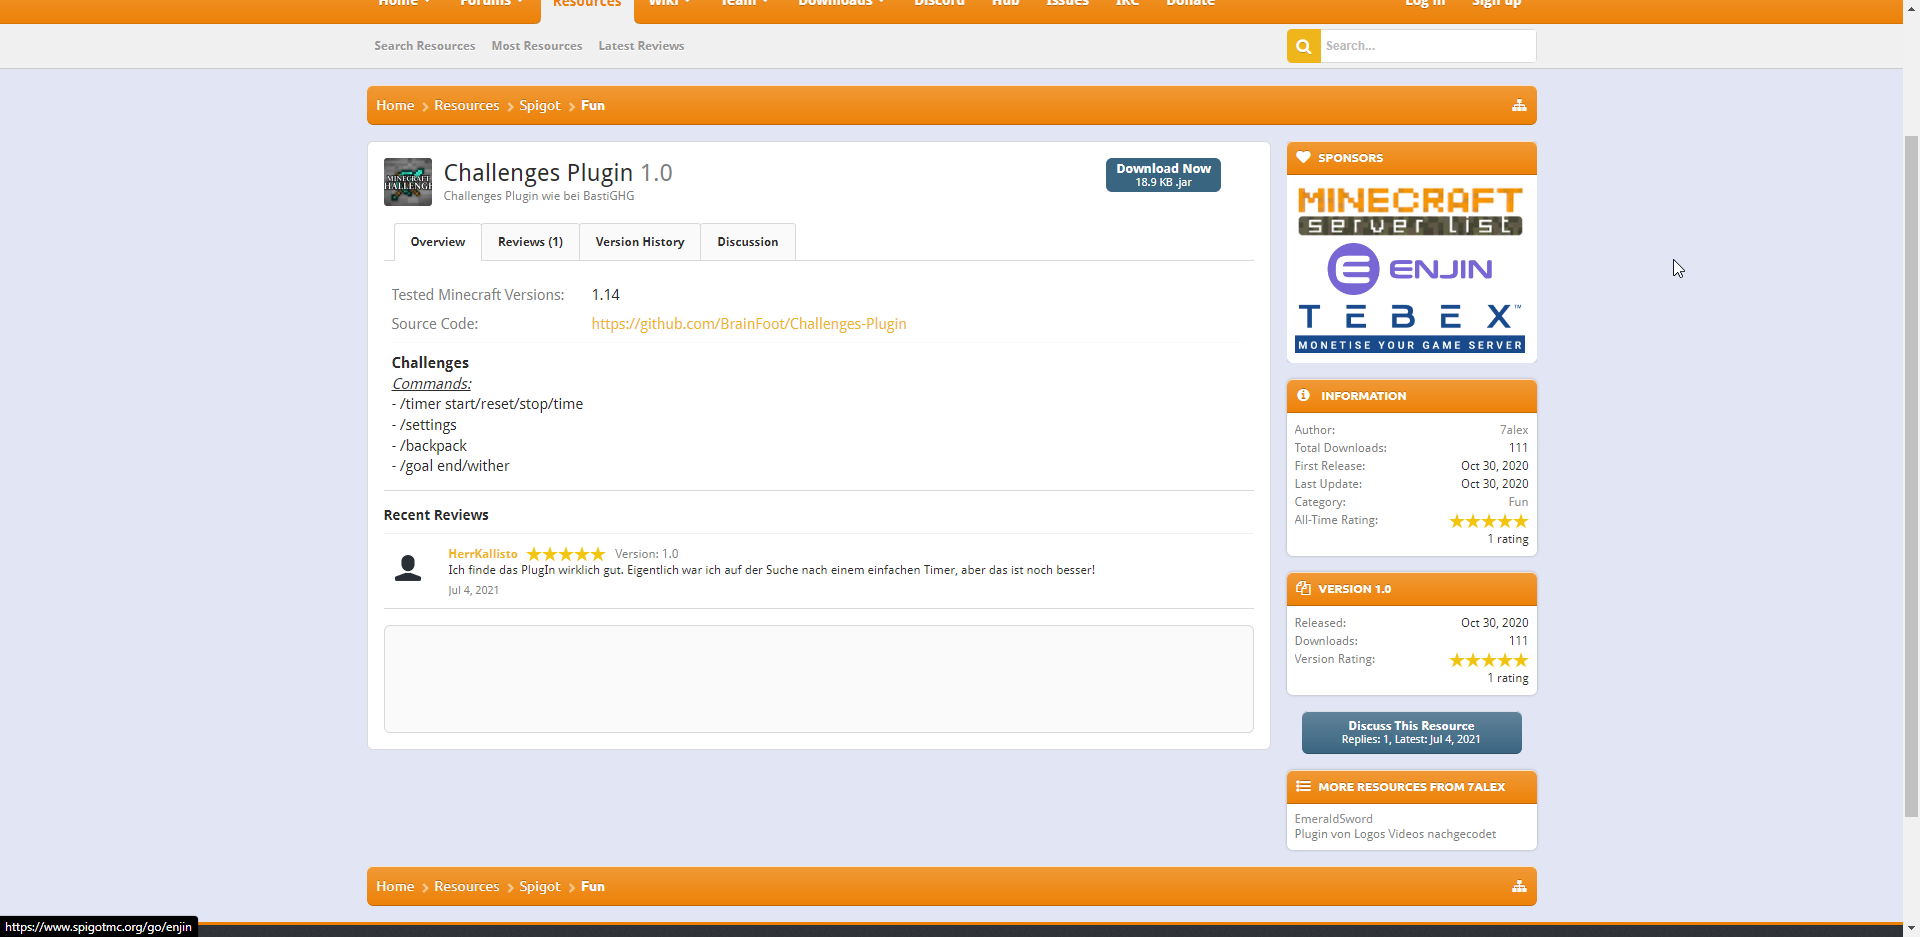 Home Forums Resources Wiki Team Downloads Discord Hub Issues IRC Donate Log in Sign up
Search Resources Most Resources Latest Reviews
Search...
Home Resources Spigot Fun
MINECRAFT
Challenges Plugin 1.0
Challenges Plugin wie bei BastiGHG
Download Now
18.9 KB .jar
Overview Reviews (1) Version History Discussion
Tested Minecraft Versions: 1.14
Source Code: https://github.com/BrainFoot/Challenges-Plugin
Challenges
Commands:
- /timer start/reset/stop/time
- /settings
- /backpack
- /goal end/wither
Recent Reviews
HerrKallisto Version: 1.0
Ich finde das PlugIn wirklich gut. Eigentlich war ich auf der Suche nach einem einfachen Timer, aber das ist noch besser!
Jul 4, 2021
SPONSORS
MINECRAFT
server list
ENJIN
TEBEX™
MONETISE YOUR GAME SERVER
INFORMATION
Author: 7alex
Total Downloads: 111
First Release: Oct 30, 2020
Last Update: Oct 30, 2020
Category: Fun
All-Time Rating:
1 rating
VERSION 1.0
Released: Oct 30, 2020
Downloads: 111
Version Rating:
1 rating
Discuss This Resource
Replies: 1, Latest: Jul 4, 2021
MORE RESOURCES FROM 7ALEX
EmeraldSword
Plugin von Logos Videos nachgecodet
Home Resources Spigot Fun
https://www.spigotmc.org/go/enjin